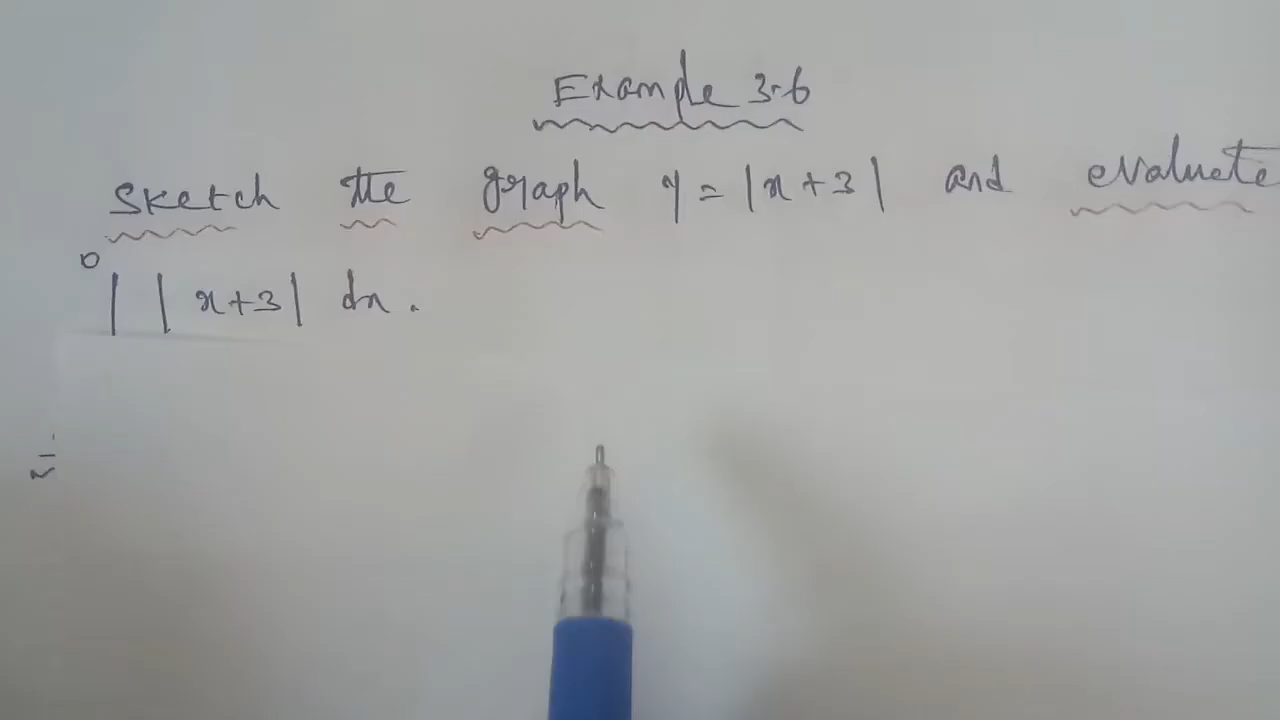 Example 3.6
Sketch the graph y = |x + 3| and evaluate
0
| |x+3| dx.